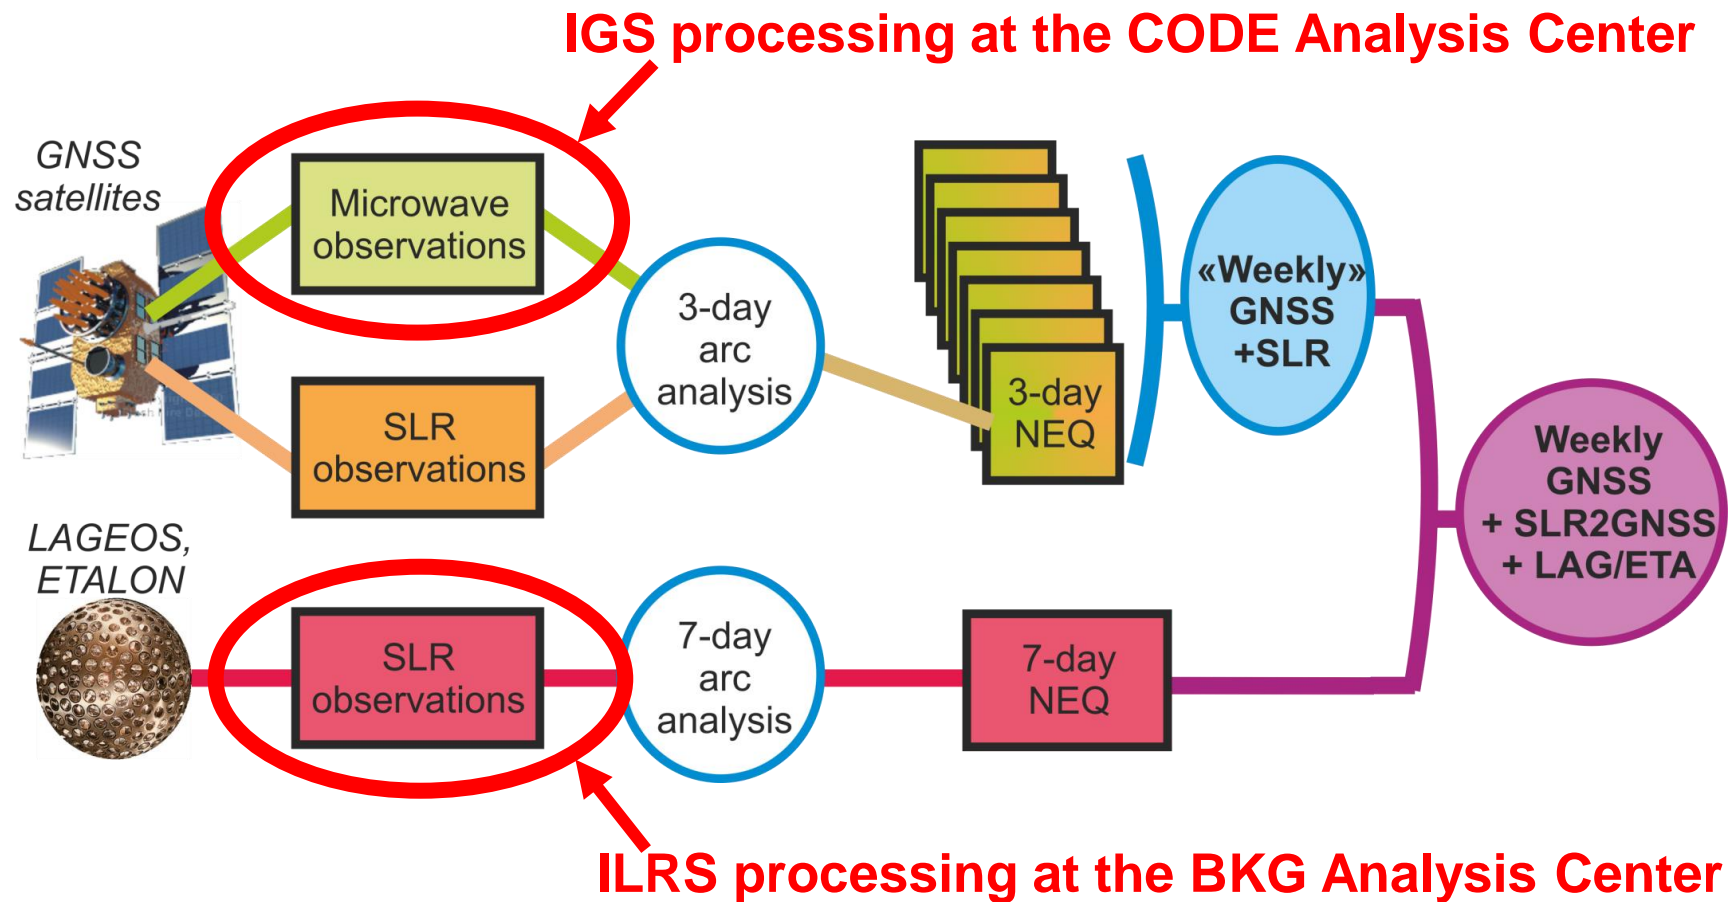 IGS processing at the CODE Analysis Center
GNSS
satellites
Microwave
observations
SLR
observations
3-day
arc
analysis
3-day
NEQ
«Weekly»
GNSS
+SLR
Weekly
GNSS
+ SLR2GNSS
+ LAG/ETA
LAGEOS,
ETALON
SLR
observations
7-day
arc
analysis
7-day
NEQ
ILRS processing at the BKG Analysis Center